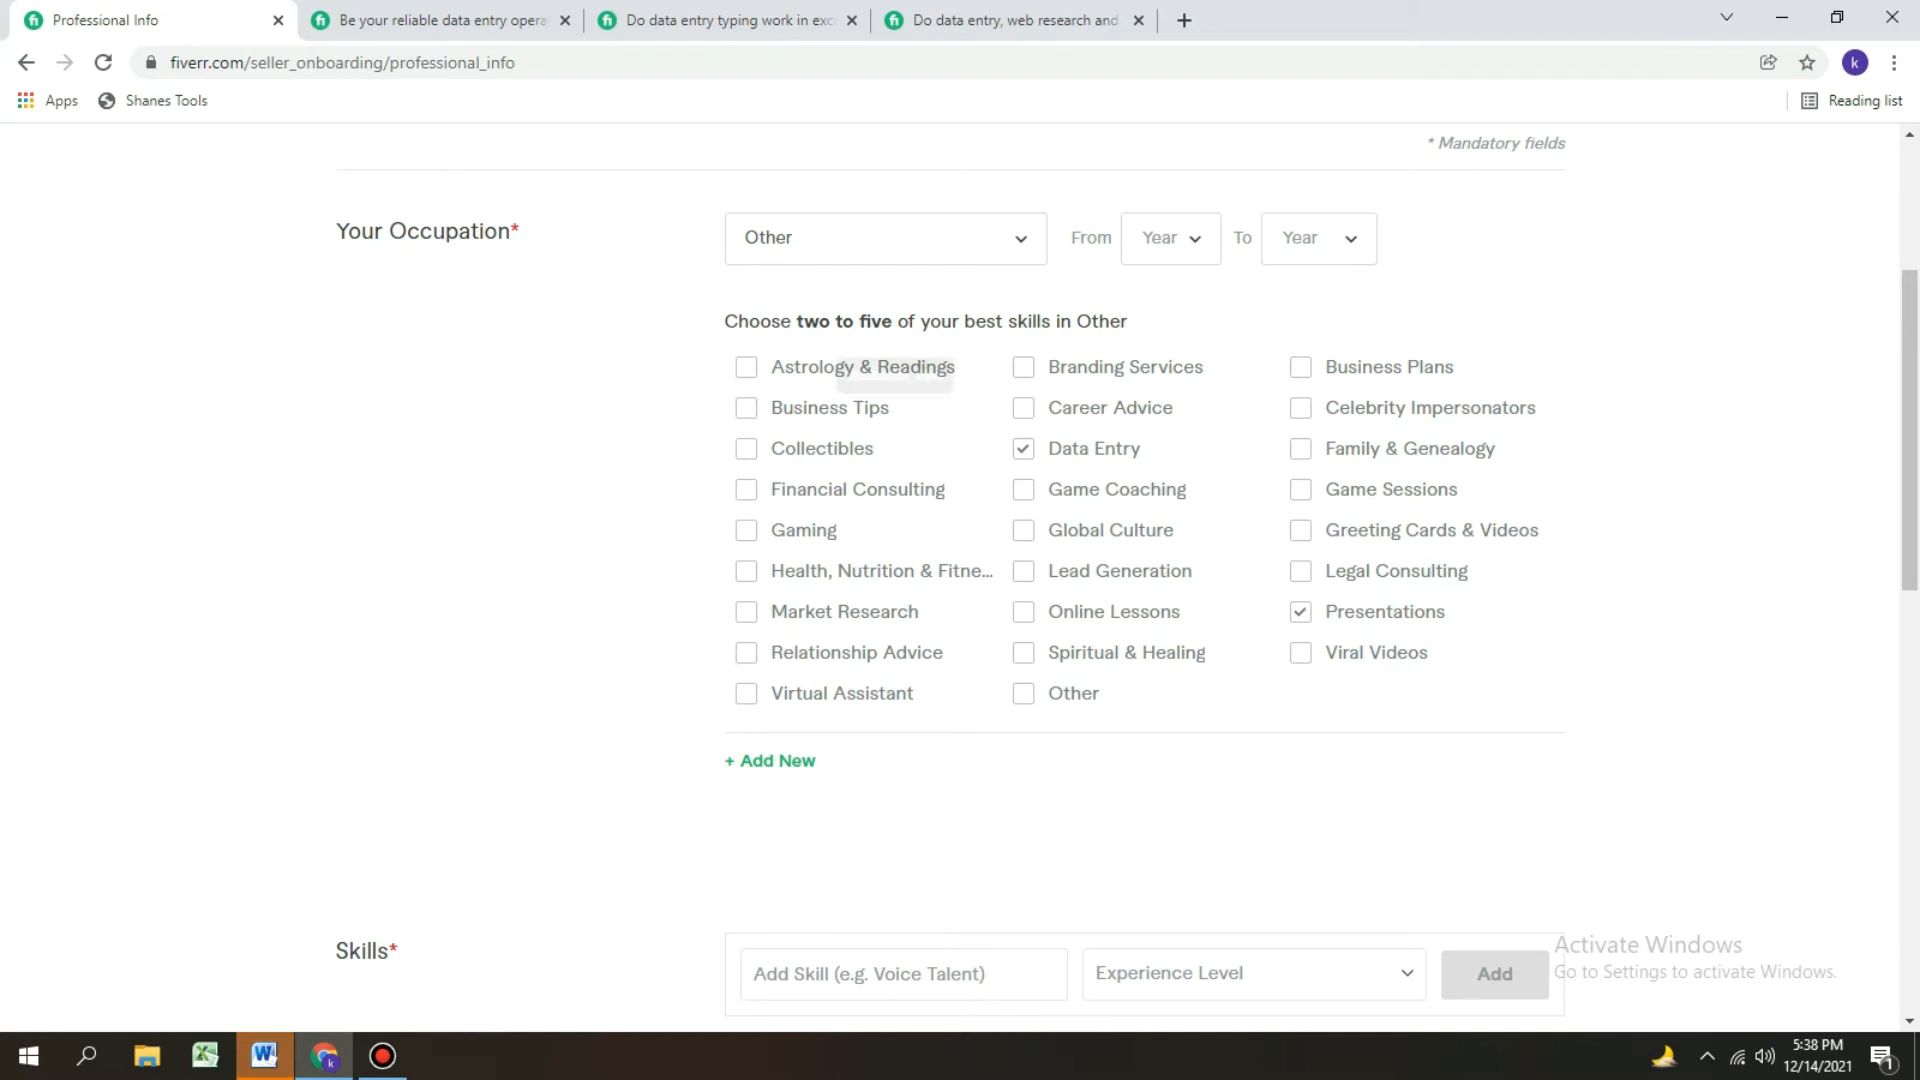 Professional Info
Be your reliable data entry opera
Do data entry typing work in exc
Do data entry, web research and
fiverr.com/seller_onboarding/professional_info
k
Apps
Shanes Tools
Reading list
* Mandatory fields
Your Occupation*
Other
From
Year
To
Year
Choose two to five of your best skills in Other
Astrology & Readings
Branding Services
Business Plans
Business Tips
Career Advice
Celebrity Impersonators
Collectibles
Data Entry
Family & Genealogy
Financial Consulting
Game Coaching
Game Sessions
Gaming
Global Culture
Greeting Cards & Videos
Health, Nutrition & Fitne...
Lead Generation
Legal Consulting
Market Research
Online Lessons
Presentations
Relationship Advice
Spiritual & Healing
Viral Videos
Virtual Assistant
Other
+ Add New
Skills*
Add Skill (e.g. Voice Talent)
Experience Level
Add
Activate Windows
Go to Settings to activate Windows.
5:38 PM
12/14/2021
1